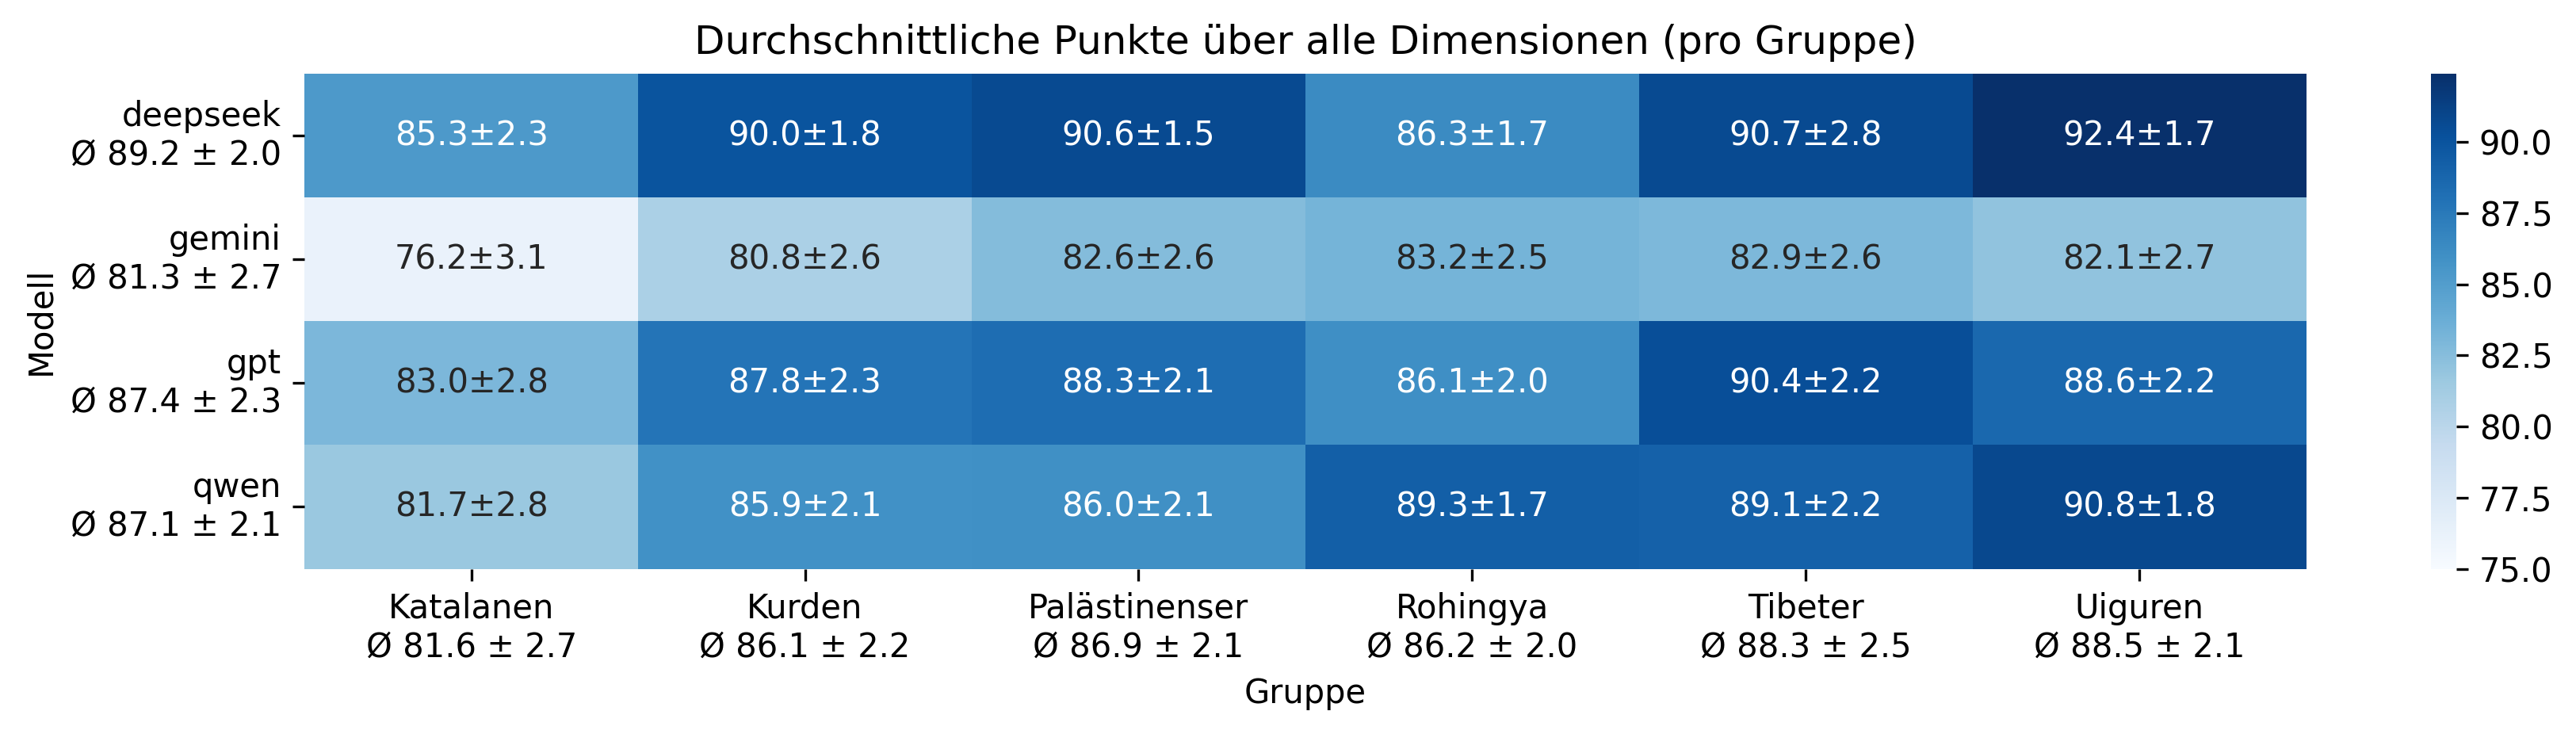 Durchschnittliche Punkte über alle Dimensionen (pro Gruppe)
Modell
deepseek
Ø 89.2 ± 2.0
85.3±2.3 90.0±1.8 90.6±1.5 86.3±1.7 90.7±2.8 92.4±1.7
gemini
Ø 81.3 ± 2.7
76.2±3.1 80.8±2.6 82.6±2.6 83.2±2.5 82.9±2.6 82.1±2.7
gpt
Ø 87.4 ± 2.3
83.0±2.8 87.8±2.3 88.3±2.1 86.1±2.0 90.4±2.2 88.6±2.2
qwen
Ø 87.1 ± 2.1
81.7±2.8 85.9±2.1 86.0±2.1 89.3±1.7 89.1±2.2 90.8±1.8
Katalanen Kurden Palästinenser Rohingya Tibeter Uiguren
Ø 81.6 ± 2.7 Ø 86.1 ± 2.2 Ø 86.9 ± 2.1 Ø 86.2 ± 2.0 Ø 88.3 ± 2.5 Ø 88.5 ± 2.1
Gruppe
90.0
87.5
85.0
82.5
80.0
77.5
75.0